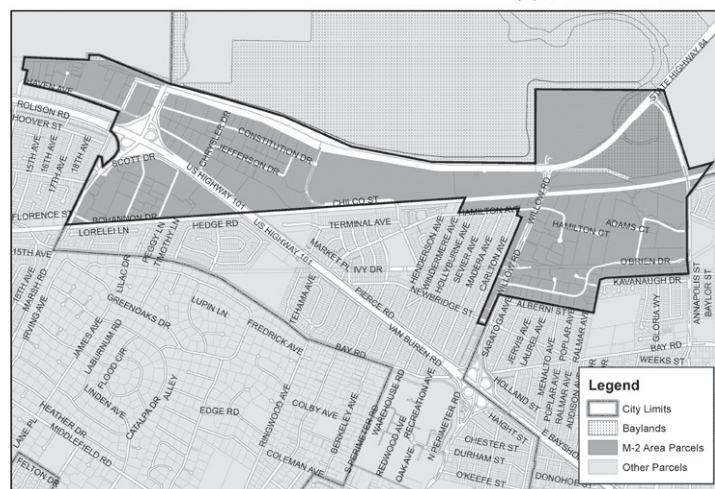 STATE HIGHWAY 84
HAVEN AVE
ROLISON RD
HOOVER ST
15TH AVE
16TH AVE
17TH AVE
18TH AVE
SCOTT DR
CHRYSLER DR
CONSTITUTION DR
JEFFERSON DR
US HIGHWAY 101
CHILCO ST
FLORENCE ST
BOHANNON DR
LORELEI LN
HEDGE RD
US HIGHWAY 101
TERMINAL AVE
HAMILTON AVE
WILLOW RD
HAMILTON CT
ADAMS CT
O'BRIEN DR
KAVANAUGH DR
15TH AVE
18TH AVE
MARSH RD
IRVING AVE
PEGGY LN
TIMOTHY LN
LILAC DR
MARKET PL
IVY DR
HENDERSON AVE
WINDERMERE AVE
HOLLYBURNE AVE
SEVIER AVE
MADERA AVE
CARLTON AVE
NEWBRIDGE ST
WILLOW RD
ALBERNI ST
ANNAPOLIS ST
BAYLOR ST
GREENOAKS DR
LUPIN LN
TEHAMA AVE
PIERCE RD
VAN BUREN RD
SARATOGA AVE
JERVIS AVE
LAUREL AVE
MENALTO AVE
POPLAR AVE
RALMAR AVE
GLORIA WY
BAY RD
WEEKS ST
JAMES AVE
LABURNUM RD
FLOOD CIR
LINDEN AVE
CATALPA DR
ALLEY
FREDRICK AVE
BAY RD
HOLLAND ST
POPLAR AVE
RALMAR AVE
ADDISON AVE
EDGE RD
RINGWOOD AVE
COLBY AVE
BERKELEY AVE
S PERIMETER RD
WAREHOUSE RD
REDWOOD AVE
OAK AVE
RECREATION AVE
N PERIMETER RD
HAIGHT ST
E BAYSHO
HEATHER DR
MIDDLEFIELD RD
LANE PL
FELTON DR
COLEMAN AVE
CHESTER ST
DURHAM ST
O'KEEFE ST
DONOHOE ST
Legend
City Limits
Baylands
M-2 Area Parcels
Other Parcels